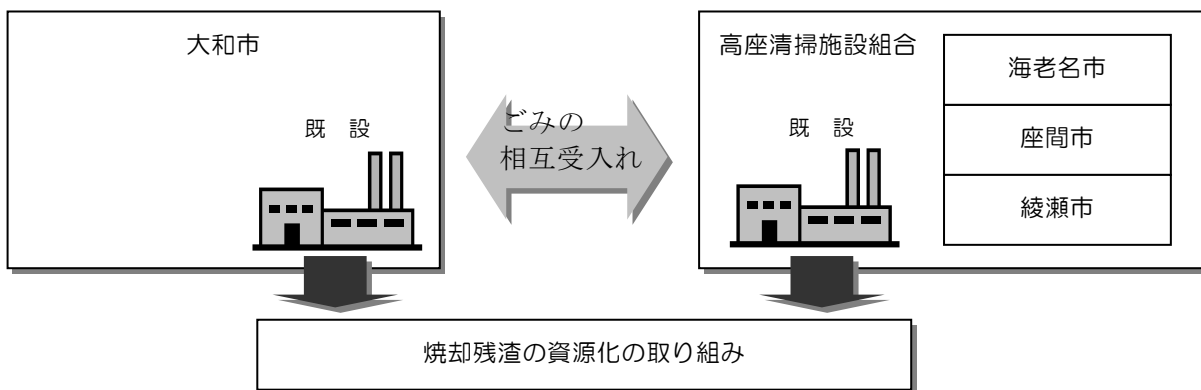 大和市
既　設
ごみの
相互受入れ
高座清掃施設組合
既　設
海老名市
座間市
綾瀬市
焼却残渣の資源化の取り組み